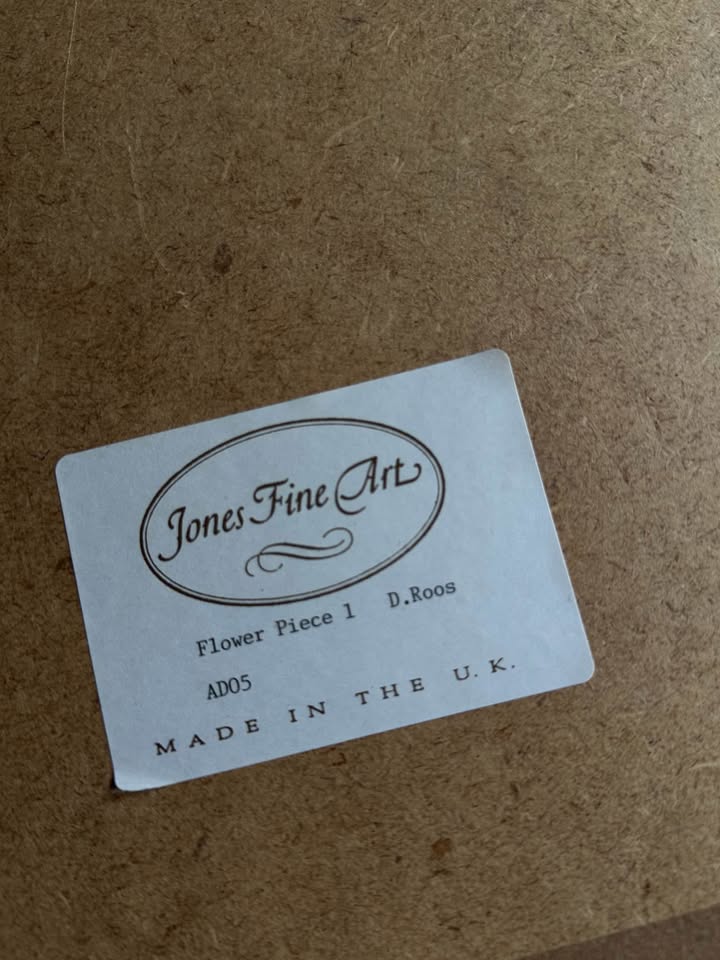 Jones Fine Art
Flower Piece 1 D.Roos
AD05
MADE IN THE U.K.